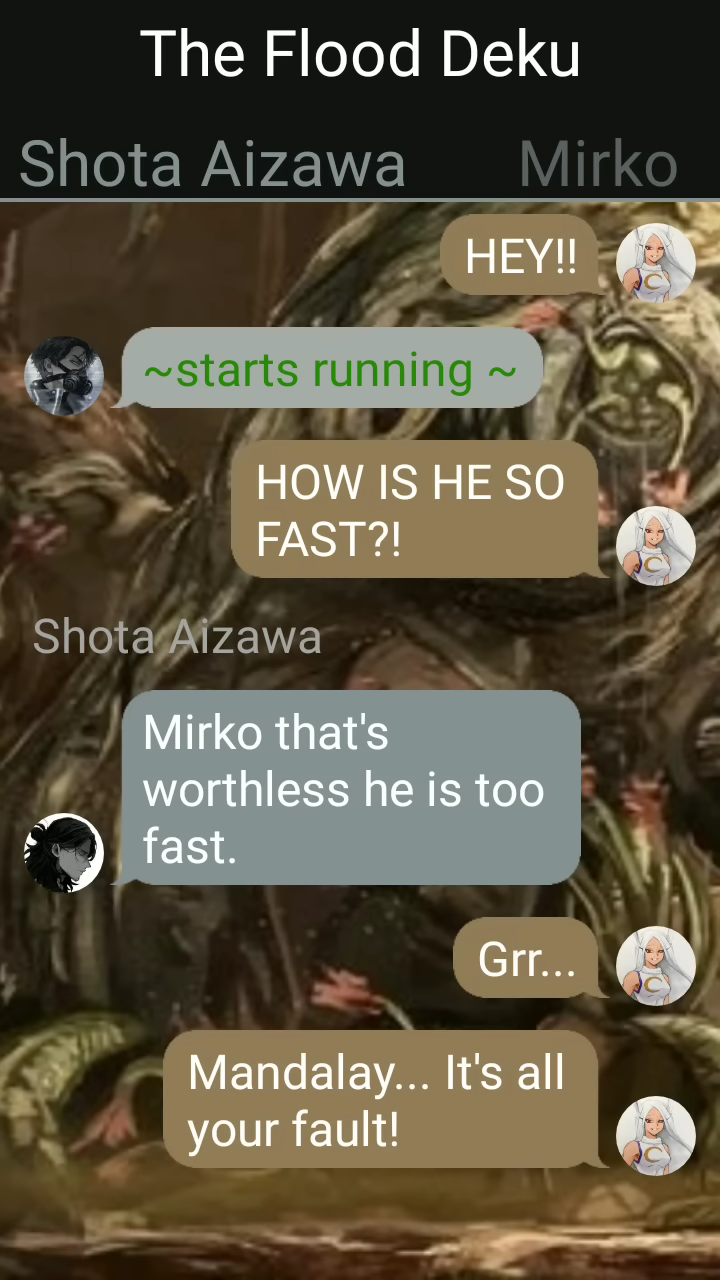 The Flood Deku
Shota Aizawa Mirko
HEY!!
~starts running ~
HOW IS HE SO
FAST?!
Shota Aizawa
Mirko that's
worthless he is too
fast.
Grr...
Mandalay... It's all
your fault!